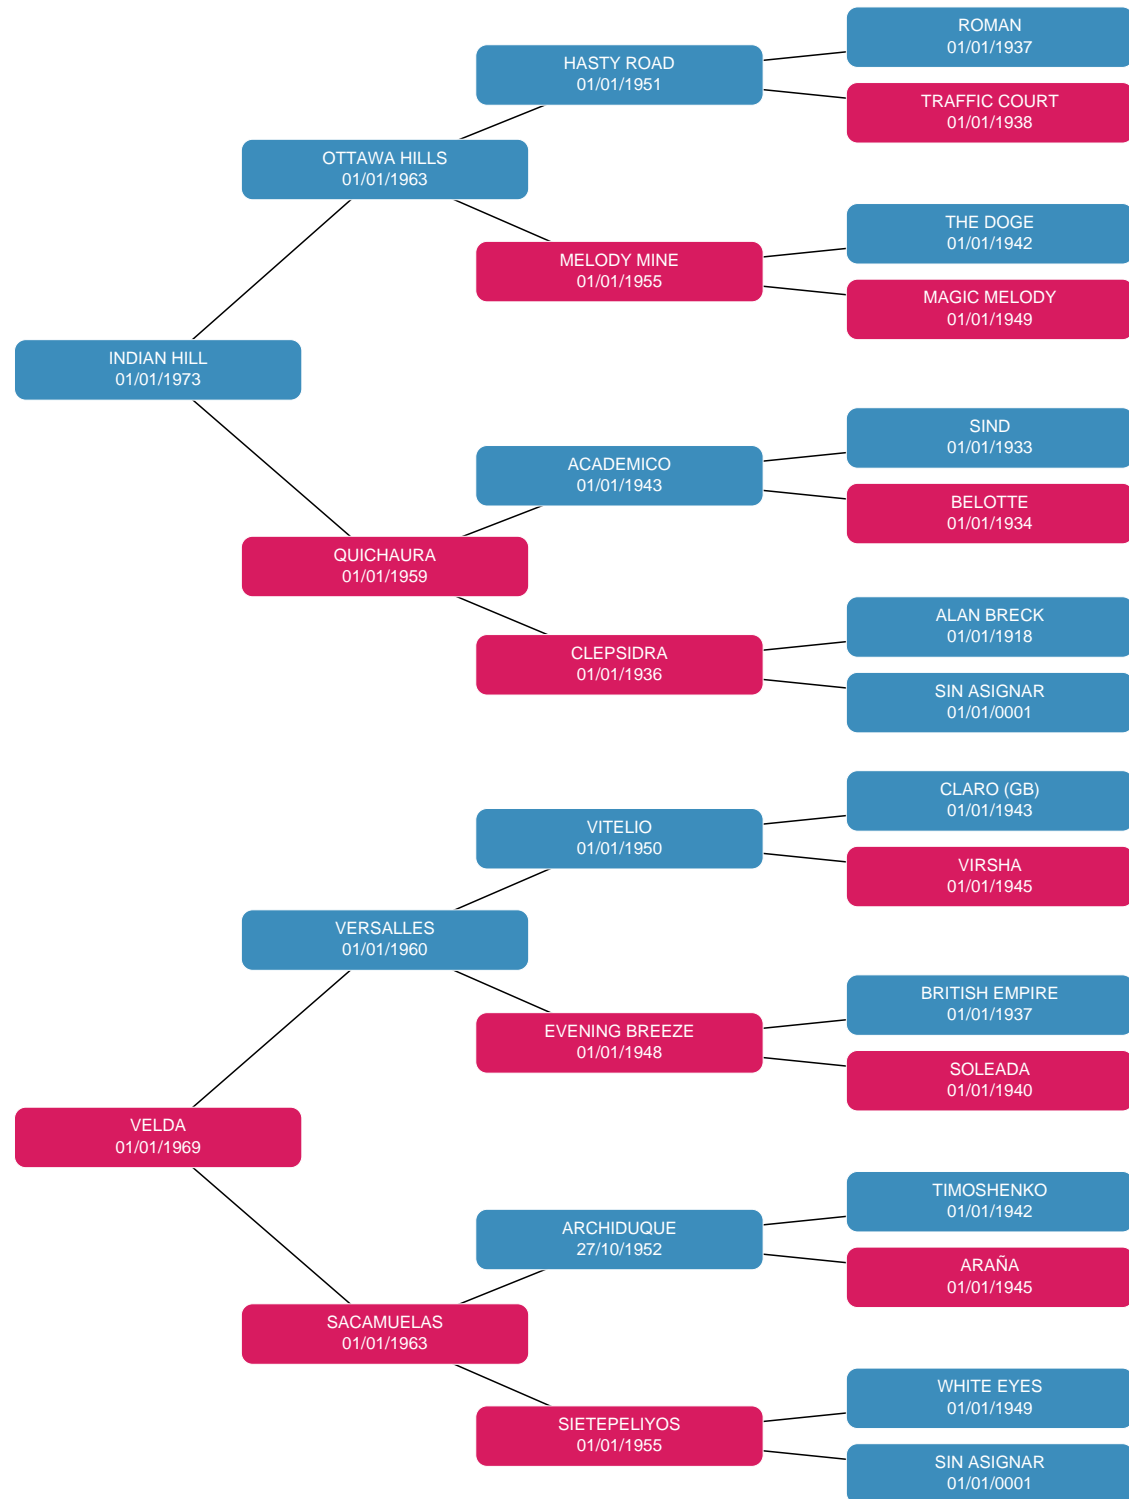 ROMAN
01/01/1937
HASTY ROAD
01/01/1951
TRAFFIC COURT
01/01/1938
OTTAWA HILLS
01/01/1963
THE DOGE
01/01/1942
MELODY MINE
01/01/1955
MAGIC MELODY
01/01/1949
INDIAN HILL
01/01/1973
SIND
01/01/1933
ACADEMICO
01/01/1943
BELOTTE
01/01/1934
QUICHAURA
01/01/1959
ALAN BRECK
01/01/1918
CLEPSIDRA
01/01/1936
SIN ASIGNAR
01/01/0001
CLARO (GB)
01/01/1943
VITELIO
01/01/1950
VIRSHA
01/01/1945
VERSALLES
01/01/1960
BRITISH EMPIRE
01/01/1937
EVENING BREEZE
01/01/1948
SOLEADA
01/01/1940
VELDA
01/01/1969
TIMOSHENKO
01/01/1942
ARCHIDUQUE
27/10/1952
ARAÑA
01/01/1945
SACAMUELAS
01/01/1963
WHITE EYES
01/01/1949
SIETEPELIYOS
01/01/1955
SIN ASIGNAR
01/01/0001